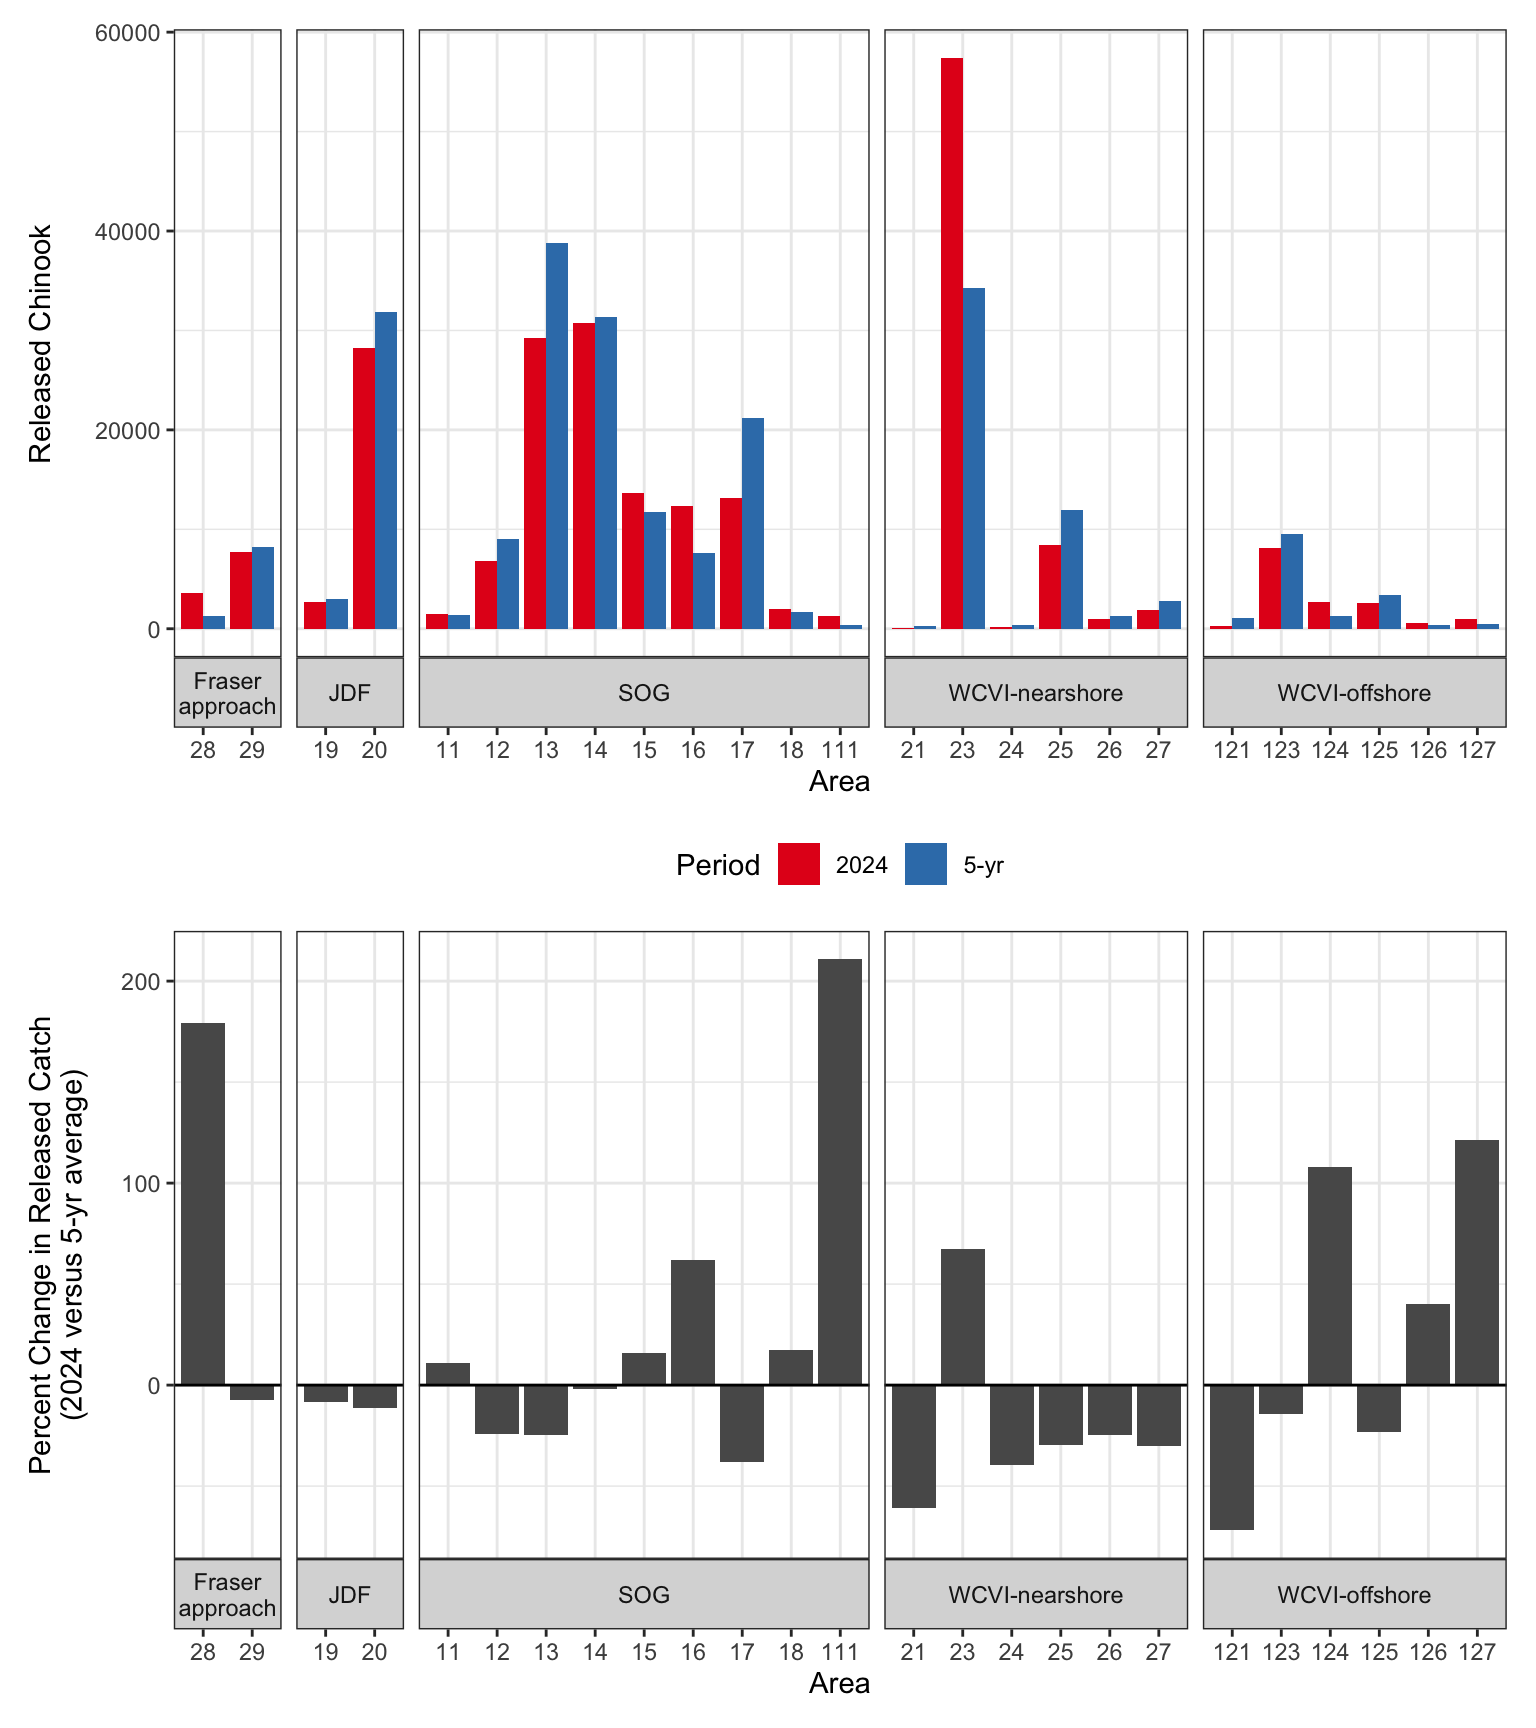 60000
40000
20000
0
Released Chinook
Fraser
approach
JDF
SOG
WCVI-nearshore
WCVI-offshore
28 29 19 20 11 12 13 14 15 16 17 18 111 21 23 24 25 26 27 121 123 124 125 126 127
Area
Period 2024 5-yr
200
100
0
Percent Change in Released Catch
(2024 versus 5-yr average)
Fraser
approach
JDF
SOG
WCVI-nearshore
WCVI-offshore
28 29 19 20 11 12 13 14 15 16 17 18 111 21 23 24 25 26 27 121 123 124 125 126 127
Area